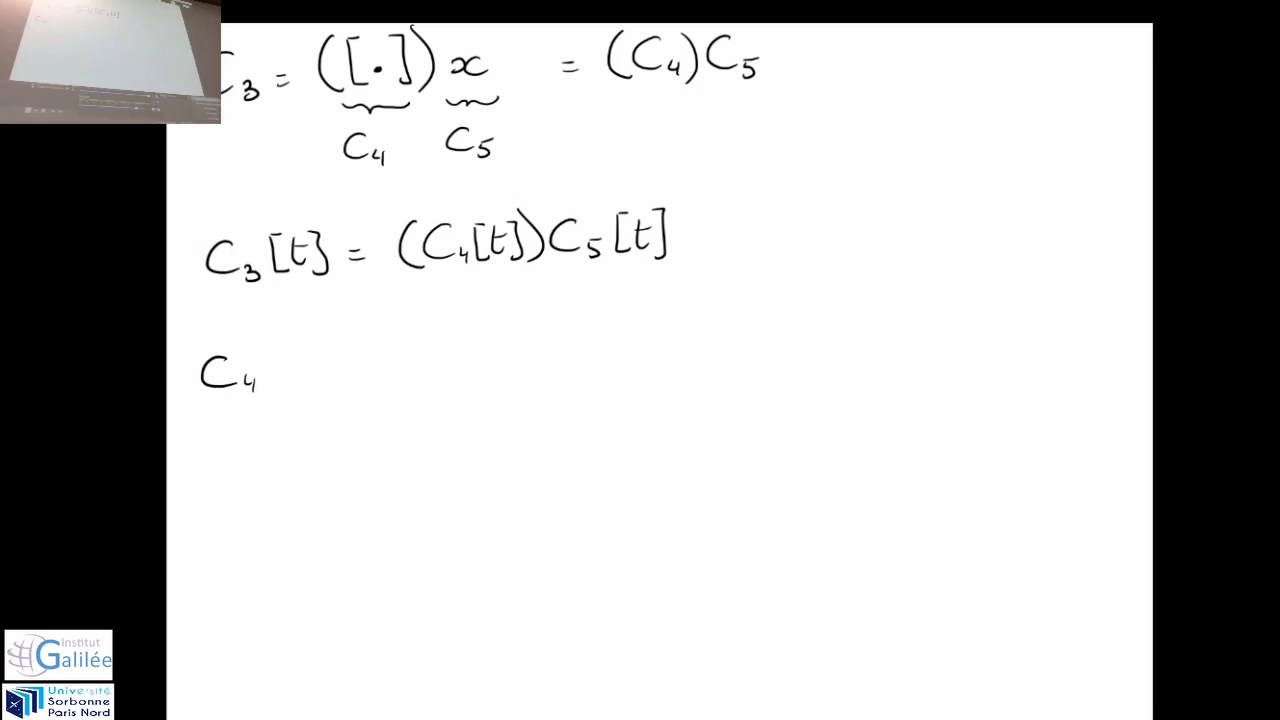 C₃ = ([·])x = (C₄)C₅
C₄ C₅
C₃[t] = (C₄[t])C₅[t]
C₄
Institut
Galilée
Université
Sorbonne
Paris Nord